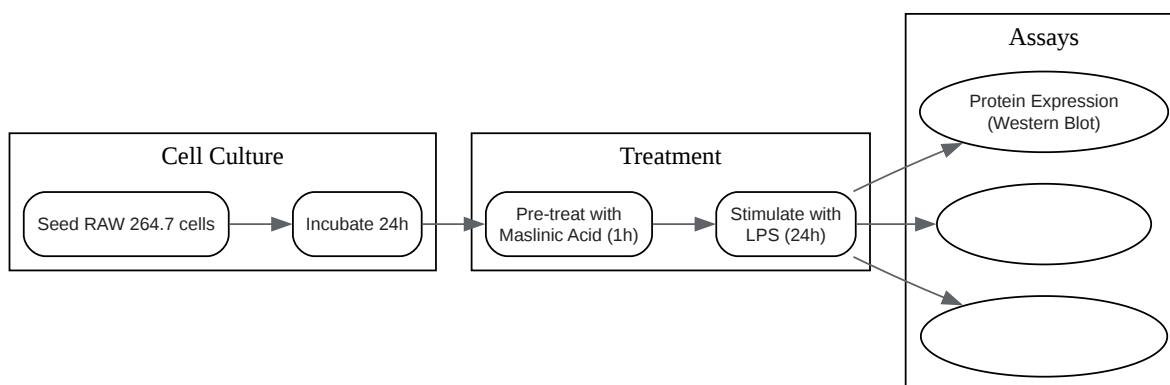 Cell Culture
Seed RAW 264.7 cells
Incubate 24h
Treatment
Pre-treat with
Maslinic Acid (1h)
Stimulate with
LPS (24h)
Assays
Protein Expression
(Western Blot)